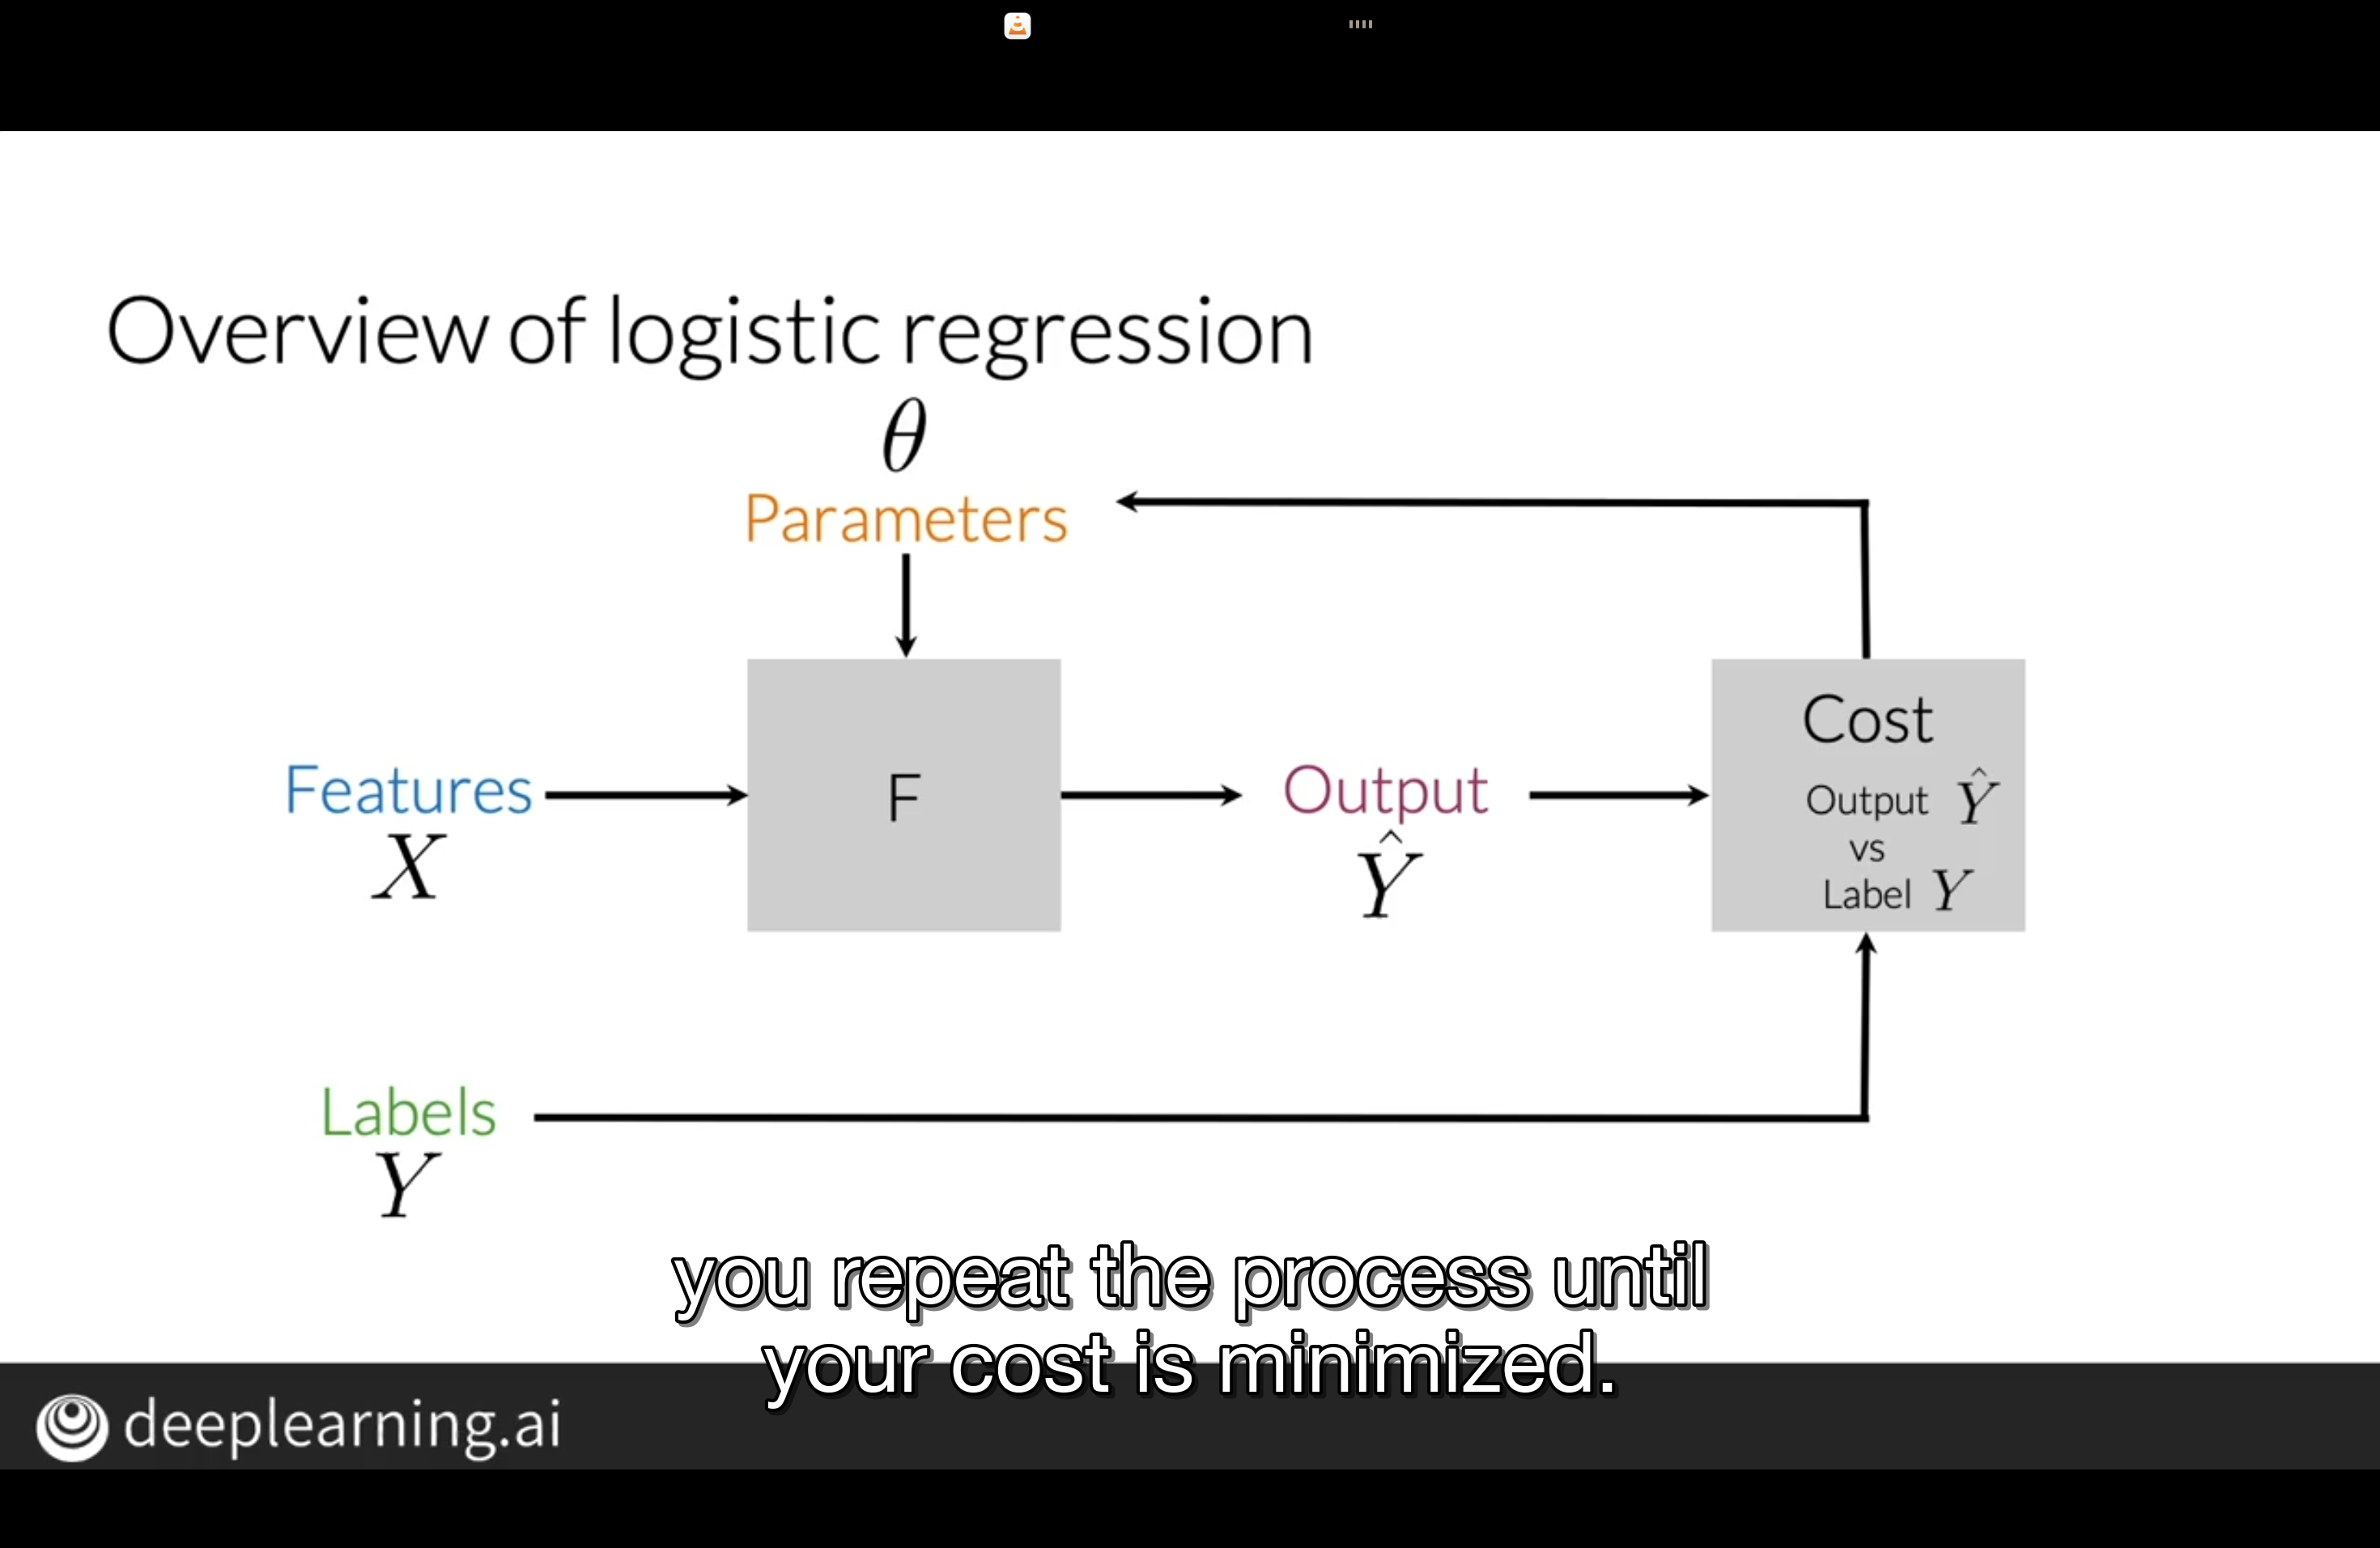 Overview of logistic regression
θ
Parameters
Features
X
F
Output
Ŷ
Cost
Output Ŷ
vs
Label Y
Labels
Y
you repeat the process until
your cost is minimized.
deeplearning.ai